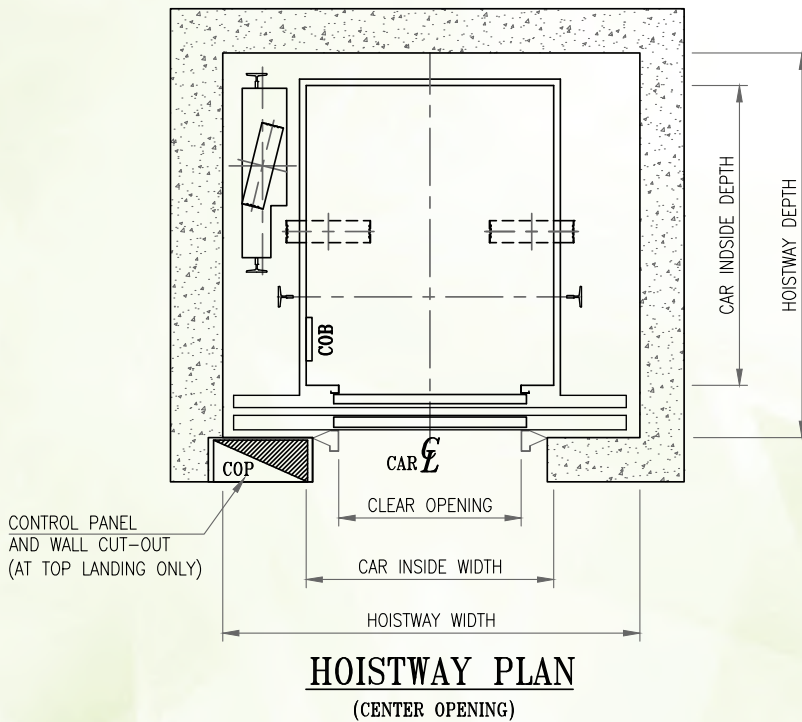 CAR INDSIDE DEPTH
HOISTWAY DEPTH
COB
COP
CAR ℄
CLEAR OPENING
CONTROL PANEL
AND WALL CUT-OUT
(AT TOP LANDING ONLY)
CAR INSIDE WIDTH
HOISTWAY WIDTH
HOISTWAY PLAN
(CENTER OPENING)